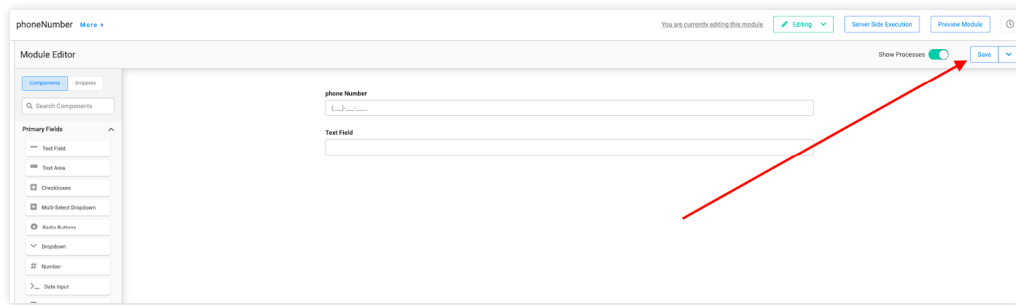 phoneNumber More
You are currently editing this module
Editing
Server Side Execution
Preview Module
Module Editor
Show Processes
Save
Components
Snippets
Search Components
Primary Fields
Text Field
Text Area
Checkboxes
Multi-Select Dropdown
Radio Buttons
Dropdown
Number
Date Input
phone Number
(___)-___-____
Text Field